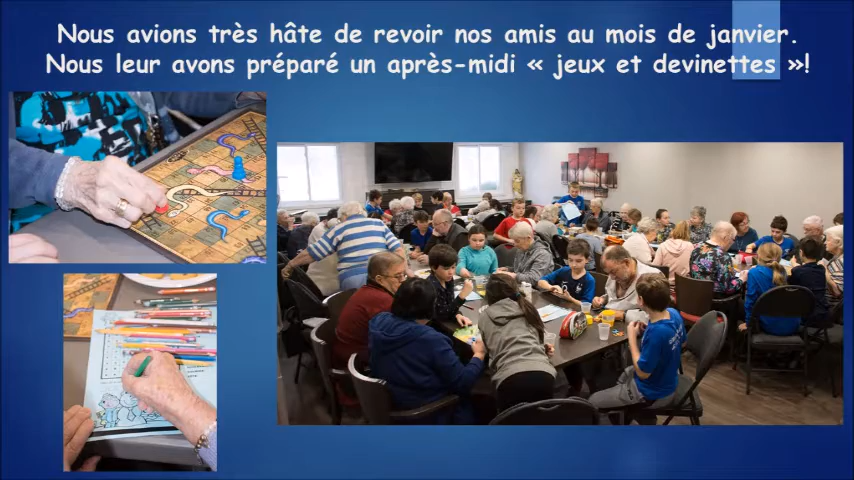 Nous avions très hâte de revoir nos amis au mois de janvier.
Nous leur avons préparé un après-midi « jeux et devinettes »!